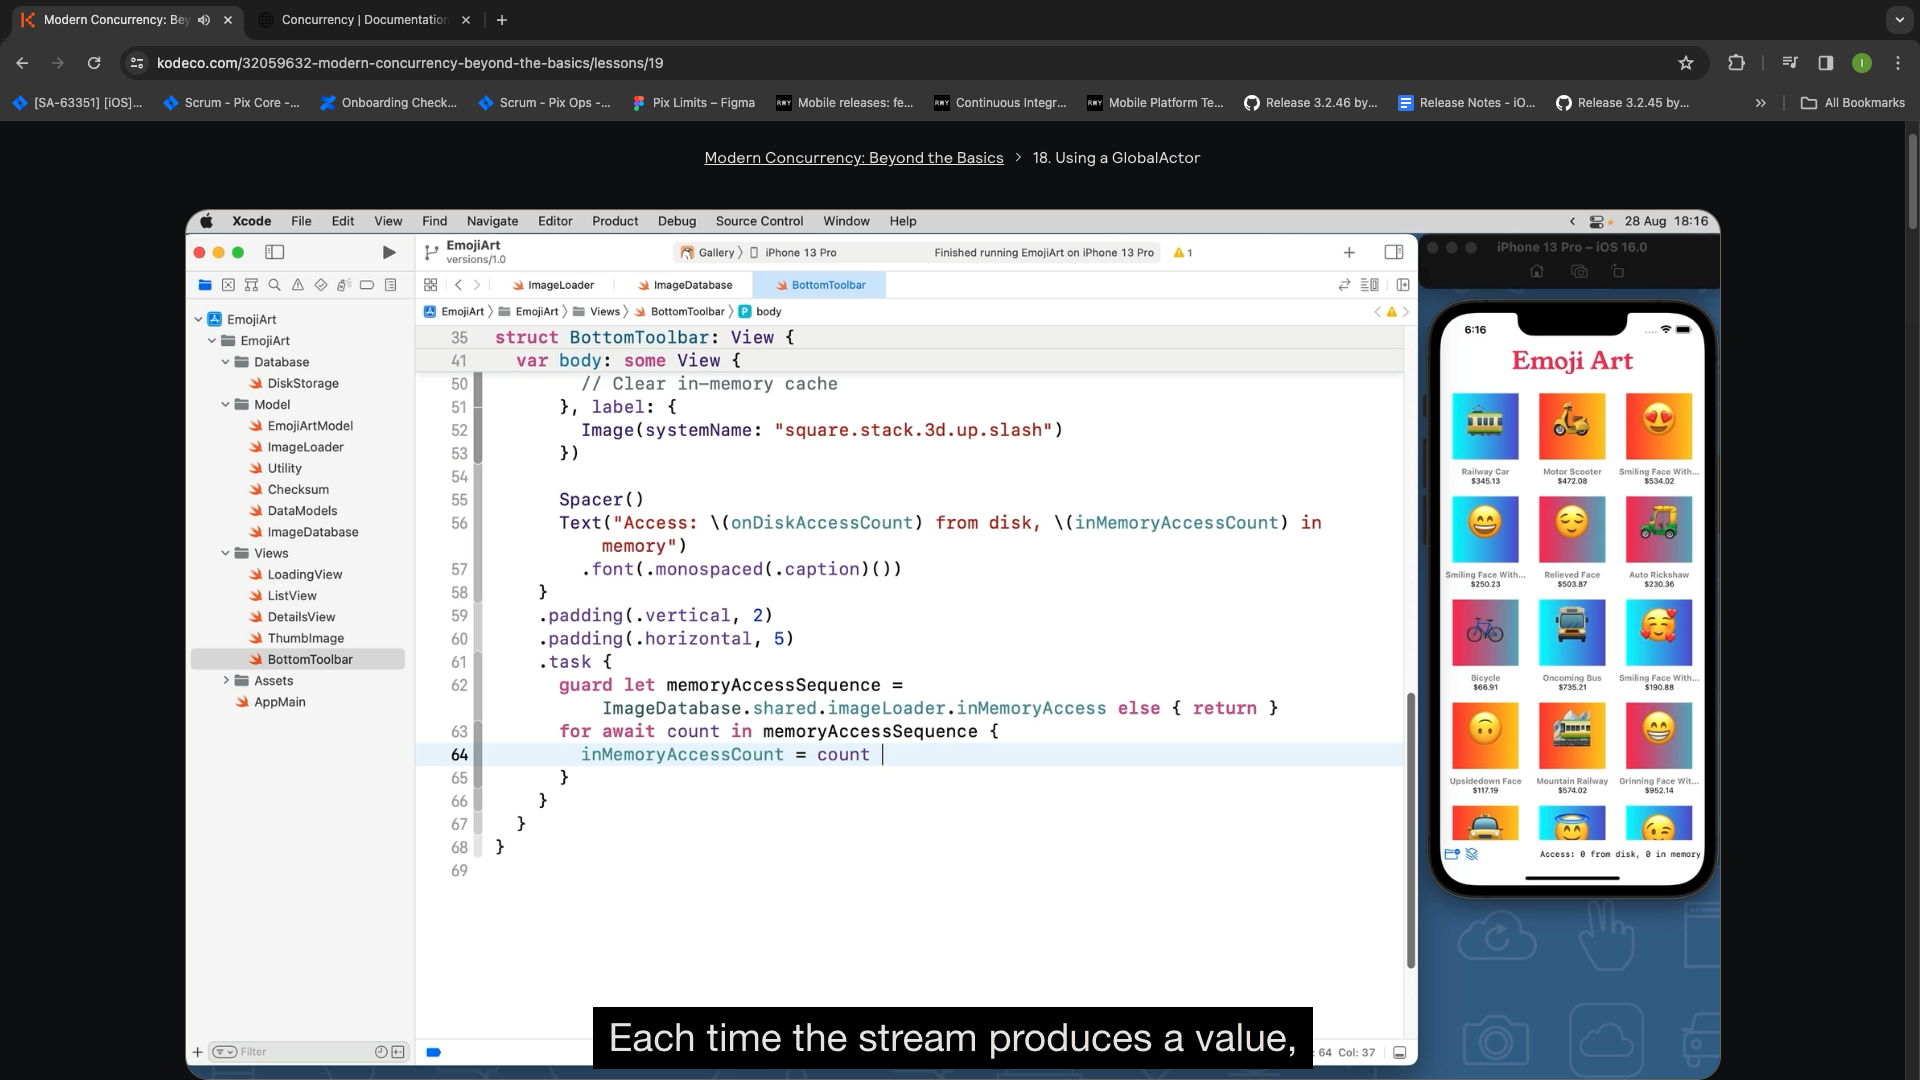 Modern Concurrency: Bey
Concurrency | Documentation
kodeco.com/32059632-modern-concurrency-beyond-the-basics/lessons/19
[SA-63351] [iOS]...
Scrum - Pix Core -...
Onboarding Check...
Scrum - Pix Ops -...
Pix Limits – Figma
Mobile releases: fe...
Continuous Integr...
Mobile Platform Te...
Release 3.2.46 by...
Release Notes - iO...
Release 3.2.45 by...
All Bookmarks
Modern Concurrency: Beyond the Basics > 18. Using a GlobalActor
Xcode File Edit View Find Navigate Editor Product Debug Source Control Window Help
28 Aug 18:16
EmojiArt
versions/1.0
Gallery 〉 iPhone 13 Pro
Finished running EmojiArt on iPhone 13 Pro
1
ImageLoader
ImageDatabase
BottomToolbar
EmojiArt 〉 EmojiArt 〉 Views 〉 BottomToolbar 〉 P body
EmojiArt
EmojiArt
Database
DiskStorage
Model
EmojiArtModel
ImageLoader
Utility
Checksum
DataModels
ImageDatabase
Views
LoadingView
ListView
DetailsView
ThumbImage
BottomToolbar
Assets
AppMain
Filter
35 struct BottomToolbar: View {
41 var body: some View {
50 // Clear in-memory cache
51 }, label: {
52 Image(systemName: "square.stack.3d.up.slash")
53 })
54
55 Spacer()
56 Text("Access: \(onDiskAccessCount) from disk, \(inMemoryAccessCount) in
memory")
57 .font(.monospaced(.caption)())
58 }
59 .padding(.vertical, 2)
60 .padding(.horizontal, 5)
61 .task {
62 guard let memoryAccessSequence =
ImageDatabase.shared.imageLoader.inMemoryAccess else { return }
63 for await count in memoryAccessSequence {
64 inMemoryAccessCount = count
65 }
66 }
67 }
68 }
69
: 64 Col: 37
Each time the stream produces a value,
iPhone 13 Pro – iOS 16.0
6:16
Emoji Art
Railway Car
$345.13
Motor Scooter
$472.08
Smiling Face With...
$534.02
Smiling Face With...
$250.23
Relieved Face
$503.87
Auto Rickshaw
$230.36
Bicycle
$66.91
Oncoming Bus
$735.21
Smiling Face With...
$190.88
Upsidedown Face
$117.19
Mountain Railway
$574.02
Grinning Face Wit...
$952.14
Access: 0 from disk, 0 in memory